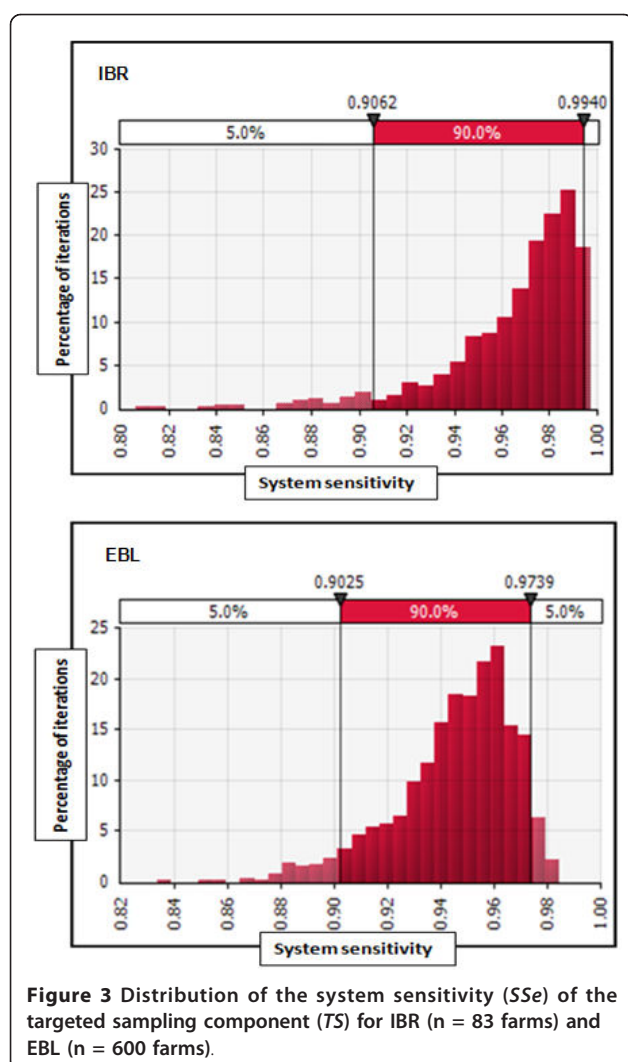 IBR
0.9062 0.9940
5.0% 90.0%
Percentage of iterations
30
25
20
15
10
5
0
0.80 0.82 0.84 0.86 0.88 0.90 0.92 0.94 0.96 0.98 1.00
System sensitivity
EBL
0.9025 0.9739
5.0% 90.0% 5.0%
Percentage of iterations
25
20
15
10
5
0
0.82 0.84 0.86 0.88 0.90 0.92 0.94 0.96 0.98 1.00
System sensitivity
Figure 3 Distribution of the system sensitivity (SSe) of the
targeted sampling component (TS) for IBR (n = 83 farms) and
EBL (n = 600 farms).